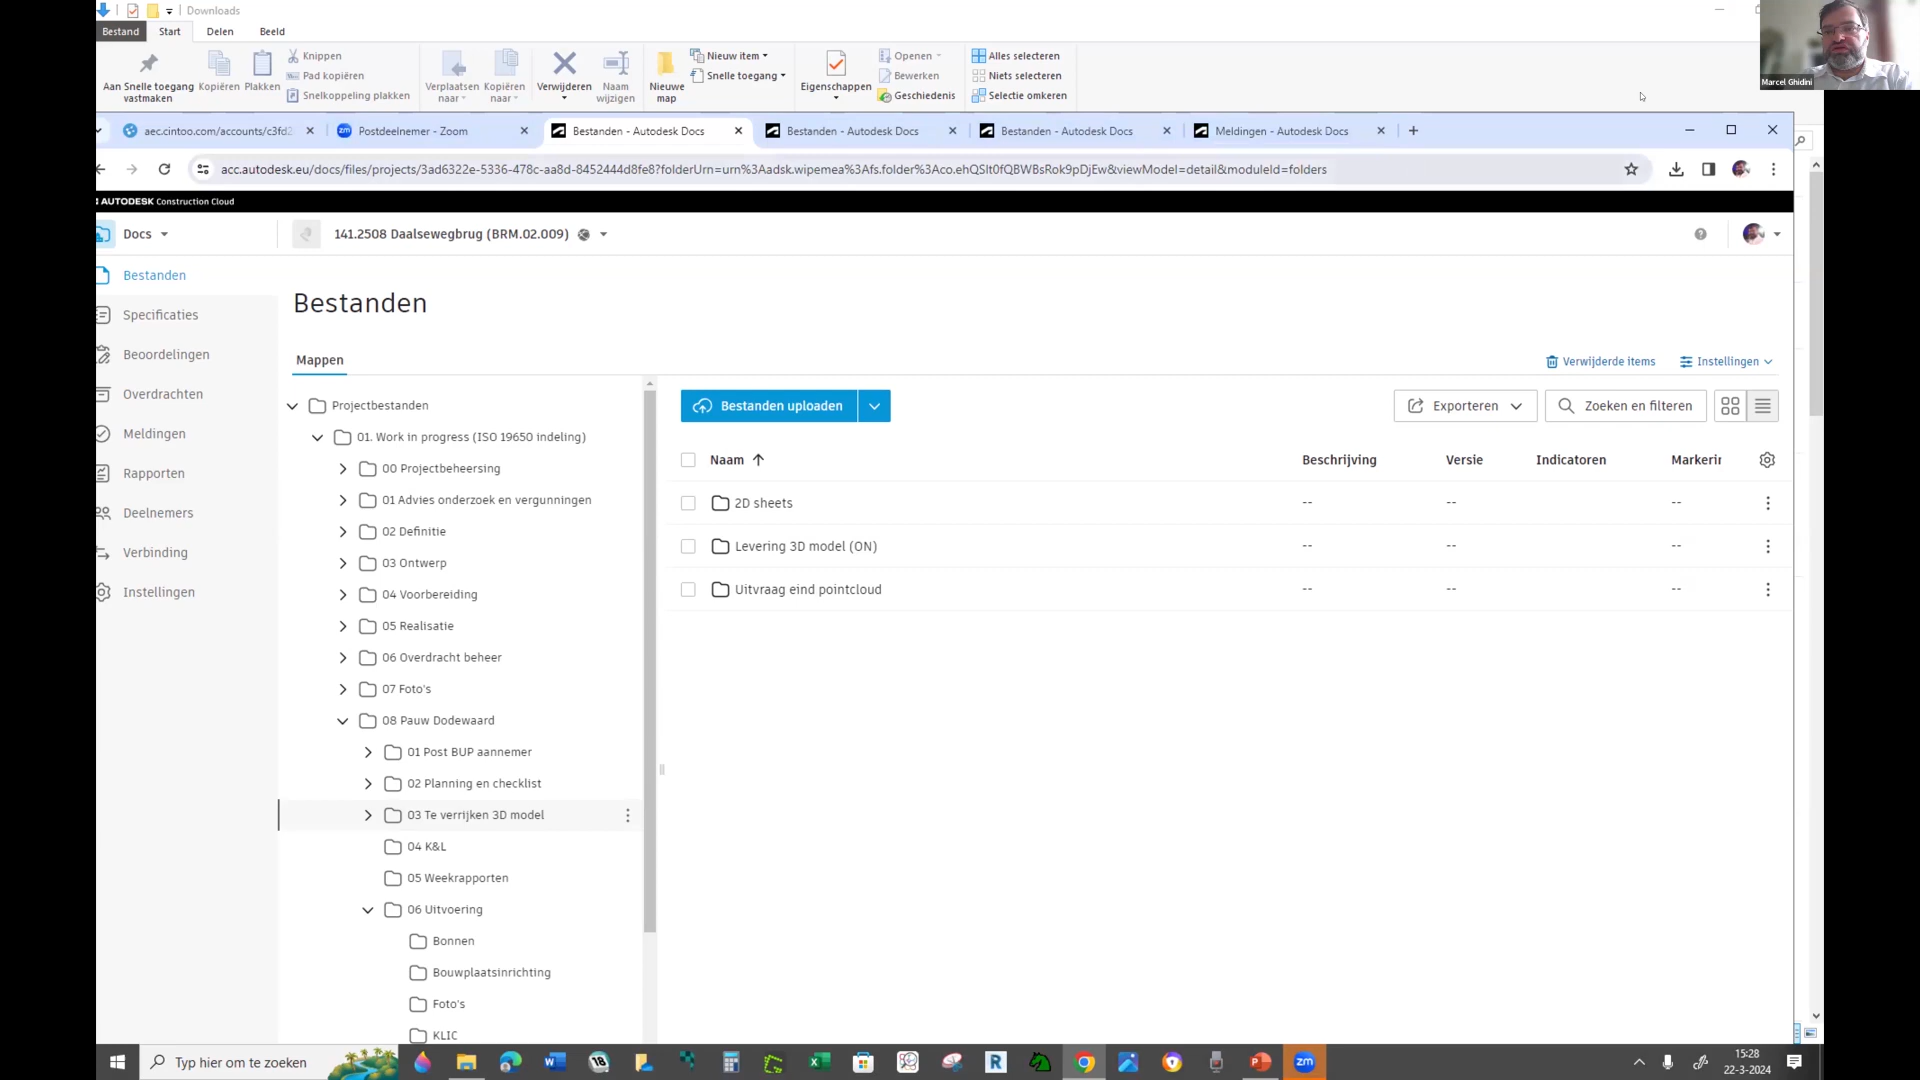 Downloads
Bestand Start Delen Beeld
Aan Snelle toegang vastmaken
Kopiëren
Plakken
Knippen
Pad kopiëren
Snelkoppeling plakken
Verplaatsen naar
Kopiëren naar
Verwijderen
Naam wijzigen
Nieuwe map
Nieuw item
Snelle toegang
Eigenschappen
Openen
Bewerken
Geschiedenis
Alles selecteren
Niets selecteren
Selectie omkeren
Marcel Ghidini
Postdeelnemer - Zoom
Bestanden - Autodesk Docs
Bestanden - Autodesk Docs
Bestanden - Autodesk Docs
Meldingen - Autodesk Docs
acc.autodesk.eu/docs/files/projects/3ad6322e-5336-478c-aa8d-8452444d8fe8?folderUrn=urn%3Aadsk.wipemea%3Afs.folder%3Aco.ehQSIt0fQBWBsRok9pDjEw&viewModel=detail&moduleId=folders
AUTODESK Construction Cloud
Docs
141.2508 Daalsewegbrug (BRM.02.009)
Bestanden
Specificaties
Beoordelingen
Overdrachten
Meldingen
Rapporten
Deelnemers
Verbinding
Instellingen
Bestanden
Mappen
Verwijderde items
Instellingen
Projectbestanden
01. Work in progress (ISO 19650 indeling)
00 Projectbeheersing
01 Advies onderzoek en vergunningen
02 Definitie
03 Ontwerp
04 Voorbereiding
05 Realisatie
06 Overdracht beheer
07 Foto's
08 Pauw Dodewaard
01 Post BUP aannemer
02 Planning en checklist
03 Te verrijken 3D model
04 K&L
05 Weekrapporten
06 Uitvoering
Bonnen
Bouwplaatsinrichting
Foto's
KLIC
Bestanden uploaden
Exporteren
Zoeken en filteren
Naam Beschrijving Versie Indicatoren Markerin
2D sheets -- -- --
Levering 3D model (ON) -- -- --
Uitvraag eind pointcloud -- -- --
Typ hier om te zoeken
15:28
22-3-2024